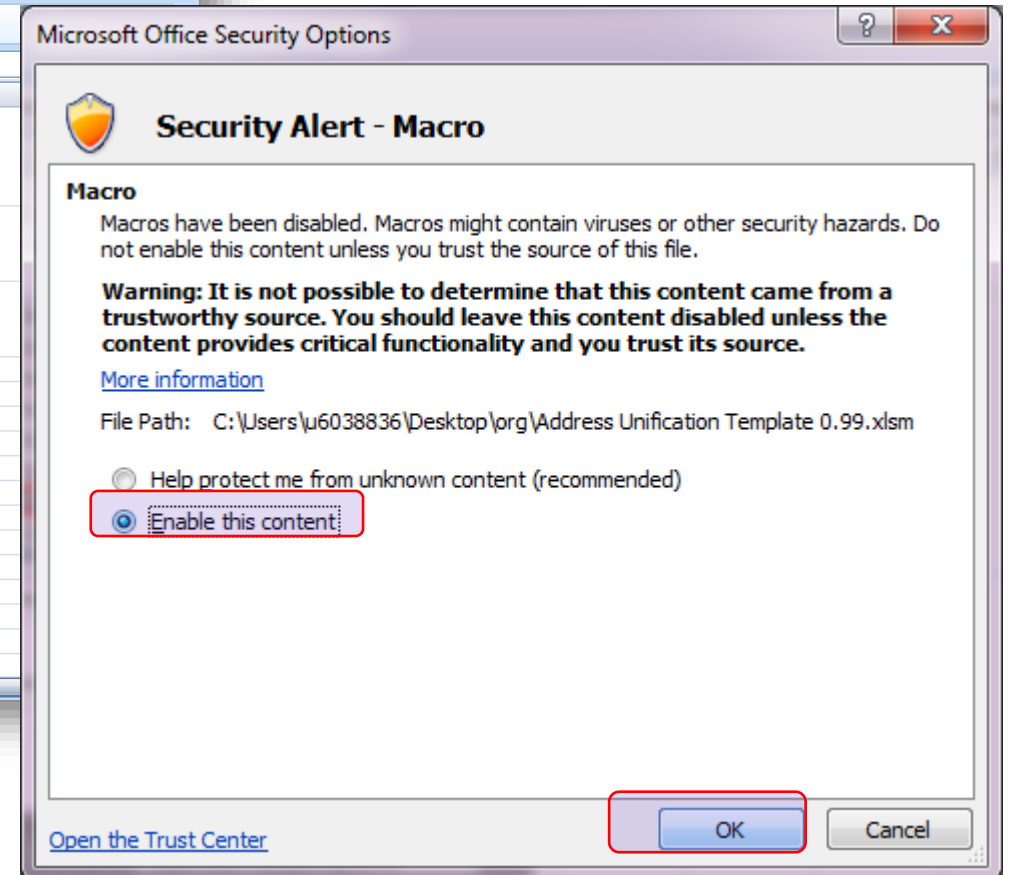 Microsoft Office Security Options
Security Alert - Macro
Macro
Macros have been disabled. Macros might contain viruses or other security hazards. Do
not enable this content unless you trust the source of this file.
Warning: It is not possible to determine that this content came from a
trustworthy source. You should leave this content disabled unless the
content provides critical functionality and you trust its source.
More information
File Path: C:\Users\u6038836\Desktop\org\Address Unification Template 0.99.xlsm
Help protect me from unknown content (recommended)
Enable this content
Open the Trust Center
OK
Cancel